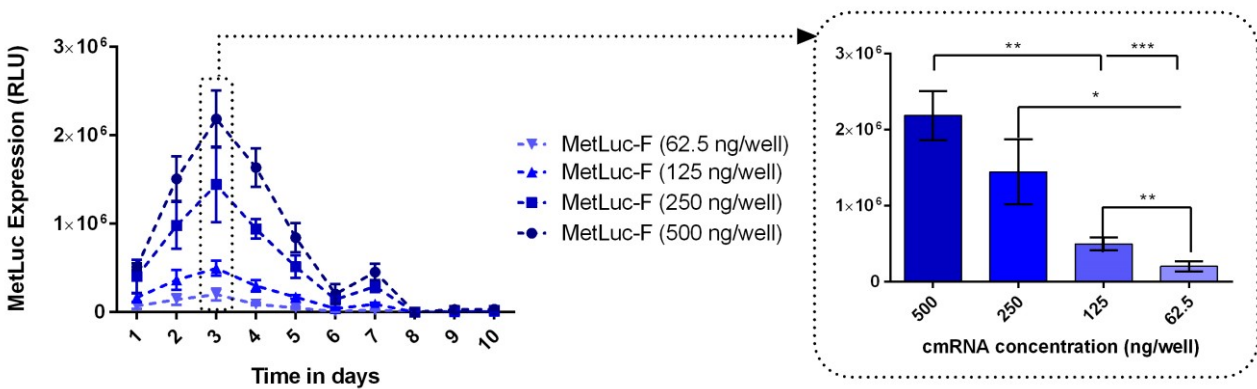 MetLuc Expression (RLU)
3×10⁶
2×10⁶
1×10⁶
0
1 2 3 4 5 6 7 8 9 10
Time in days
MetLuc-F (62.5 ng/well)
MetLuc-F (125 ng/well)
MetLuc-F (250 ng/well)
MetLuc-F (500 ng/well)
3×10⁶
2×10⁶
1×10⁶
0
** ***
*
**
500 250 125 62.5
cmRNA concentration (ng/well)